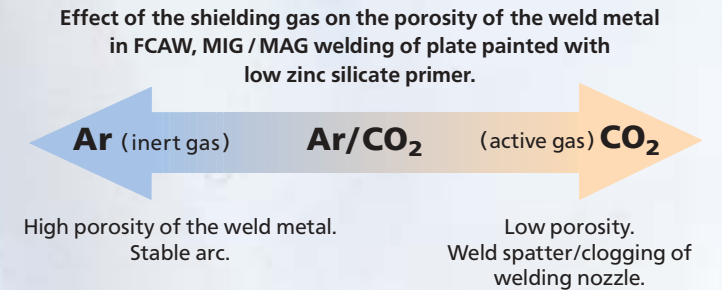 Effect of the shielding gas on the porosity of the weld metal
in FCAW, MIG / MAG welding of plate painted with
low zinc silicate primer.
Ar (inert gas) Ar/CO₂ (active gas) CO₂
High porosity of the weld metal.
Stable arc.
Low porosity.
Weld spatter/clogging of
welding nozzle.